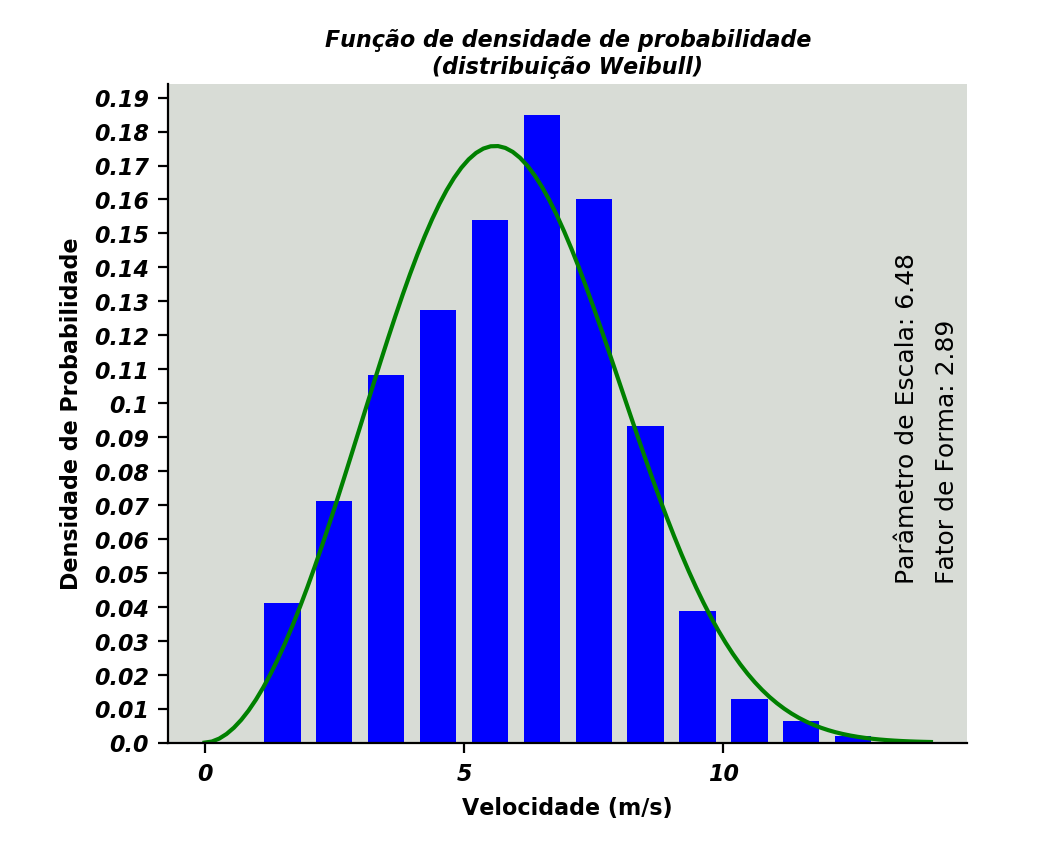 Função de densidade de probabilidade
(distribuição Weibull)
Densidade de Probabilidade
0.19
0.18
0.17
0.16
0.15
0.14
0.13
0.12
0.11
0.1
0.09
0.08
0.07
0.06
0.05
0.04
0.03
0.02
0.01
0.0
Parâmetro de Escala: 6.48
Fator de Forma: 2.89
0 5 10
Velocidade (m/s)